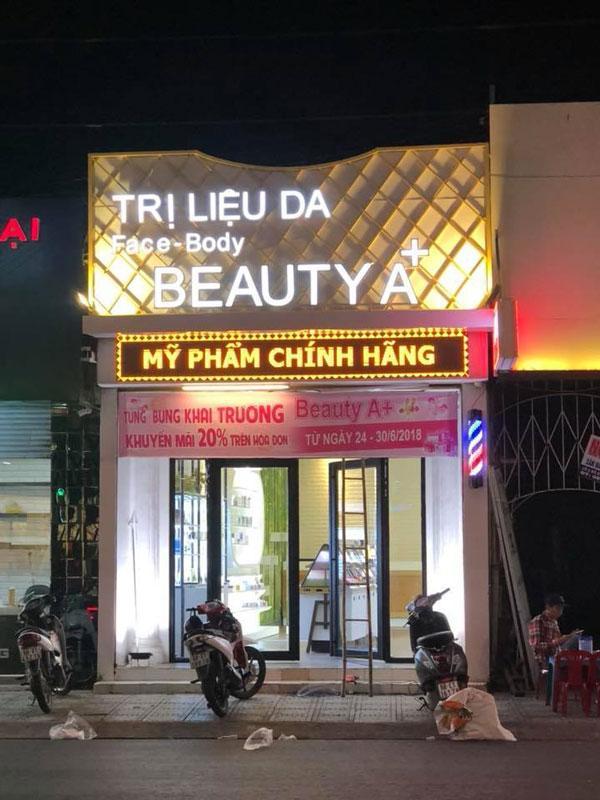 TRỊ LIỆU DA
Face-Body
BEAUTY A+
ẠI
MỸ PHẨM CHÍNH HÃNG
TƯNG BỪNG KHAI TRƯƠNG Beauty A+
KHUYẾN MÃI 20% TRÊN HÓA ĐƠN TỪ NGÀY 24 - 30/6/2018